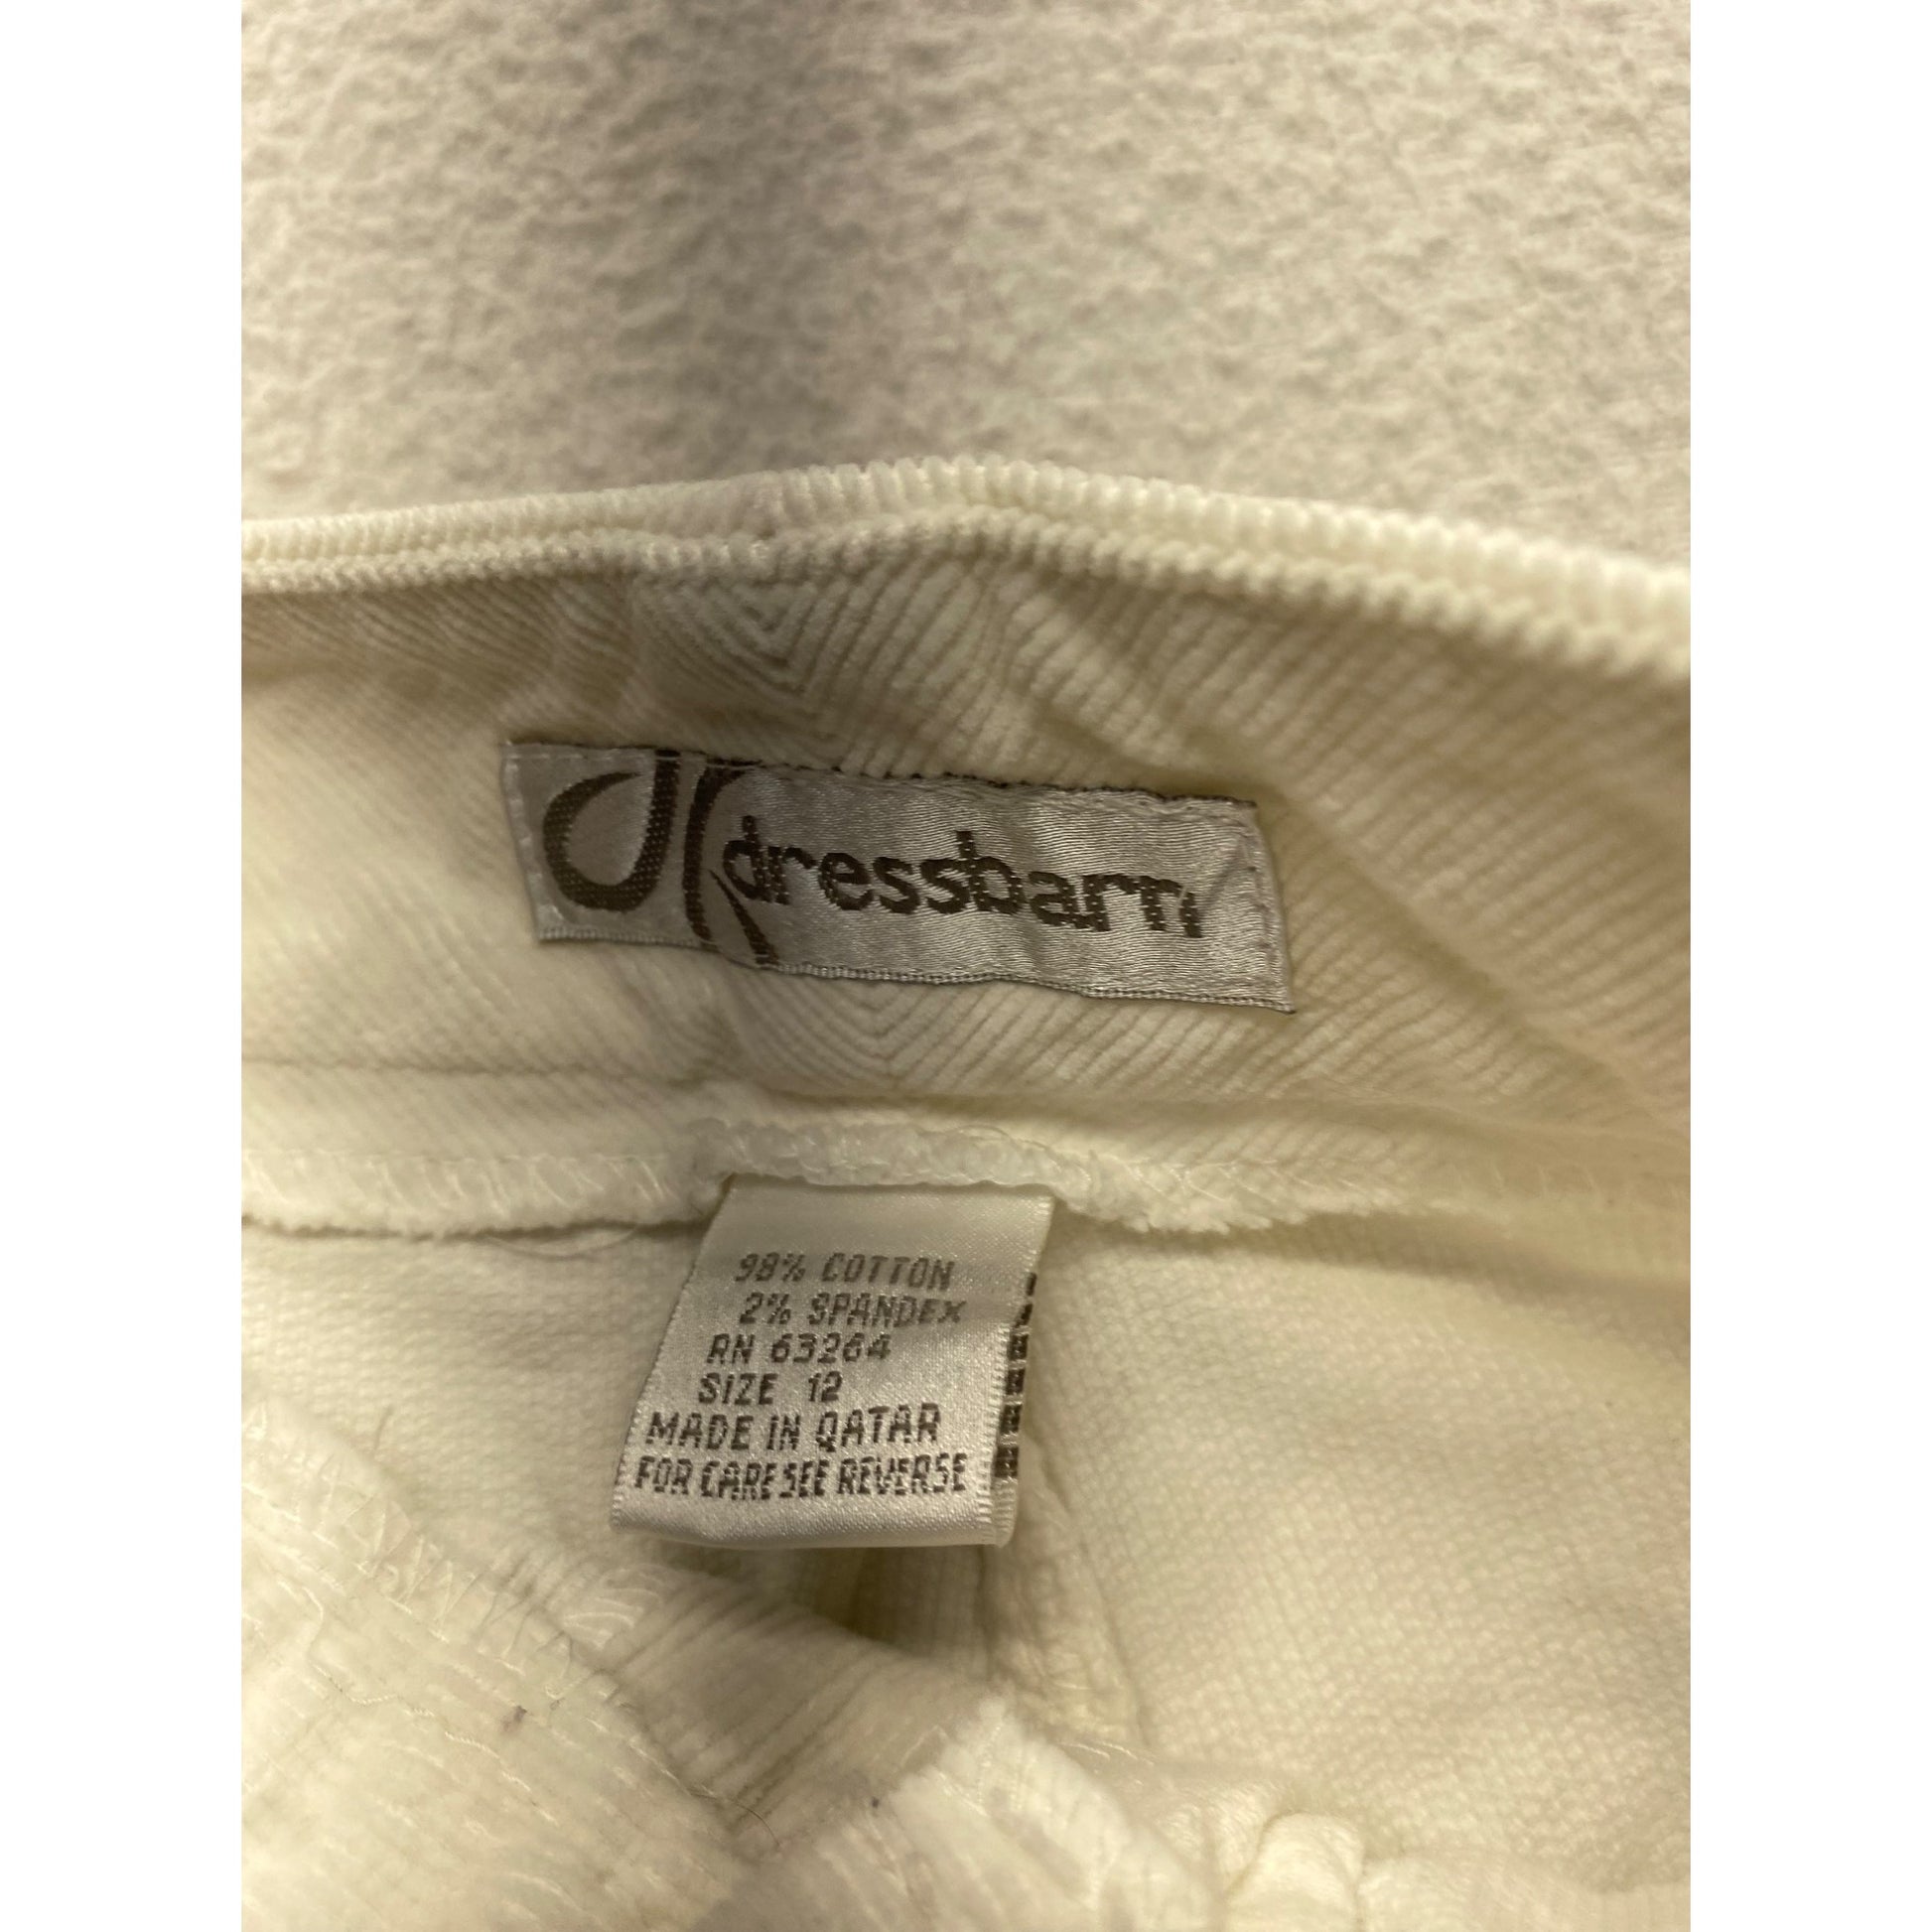 dressbarn
98% COTTON
2% SPANDEX
RN 63264
SIZE 12
MADE IN QATAR
FOR CARE SEE REVERSE